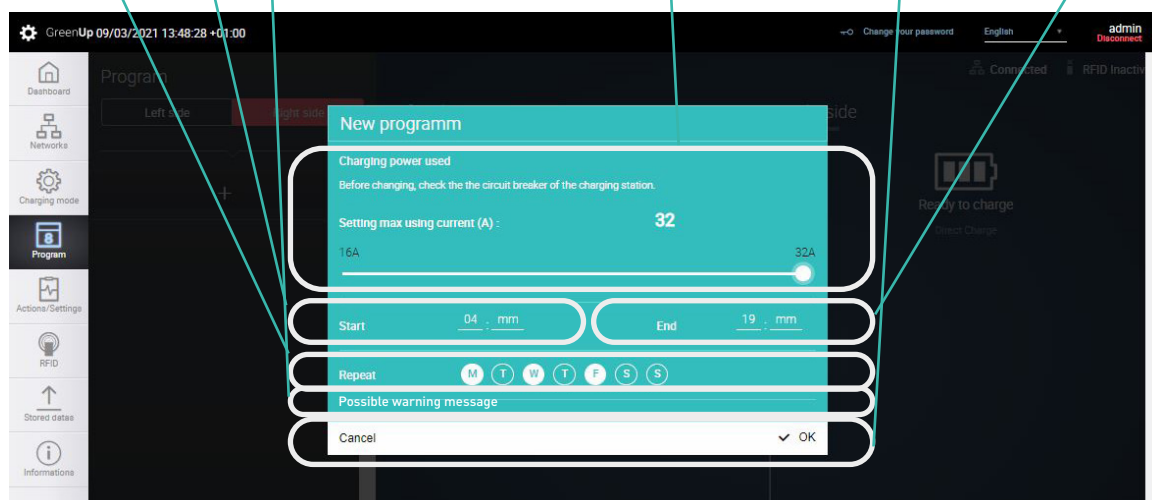 GreenUp 09/03/2021 13:48:28 +01:00
Change your password
English
admin
Disconnect
Dashboard
Networks
Charging mode
8
Program
Actions/Settings
RFID
Stored datas
Informations
Program
Left side
Right side
Connected
RFID Inactiv
side
Ready to charge
Direct Charge
New programm
Charging power used
Before changing, check the the circuit breaker of the charging station.
Setting max using current (A) : 32
16A 32A
Start 04 : mm End 19 : mm
Repeat M T W T F S S
Possible warning message
Cancel OK